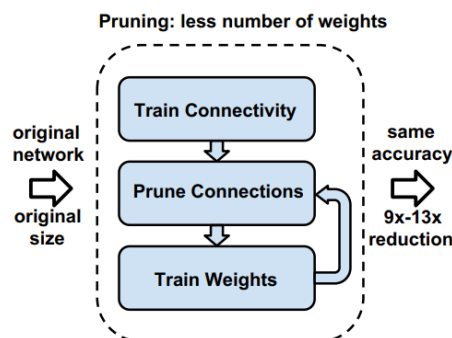 Pruning: less number of weights
original
network
original
size
Train Connectivity
Prune Connections
Train Weights
same
accuracy
9x-13x
reduction